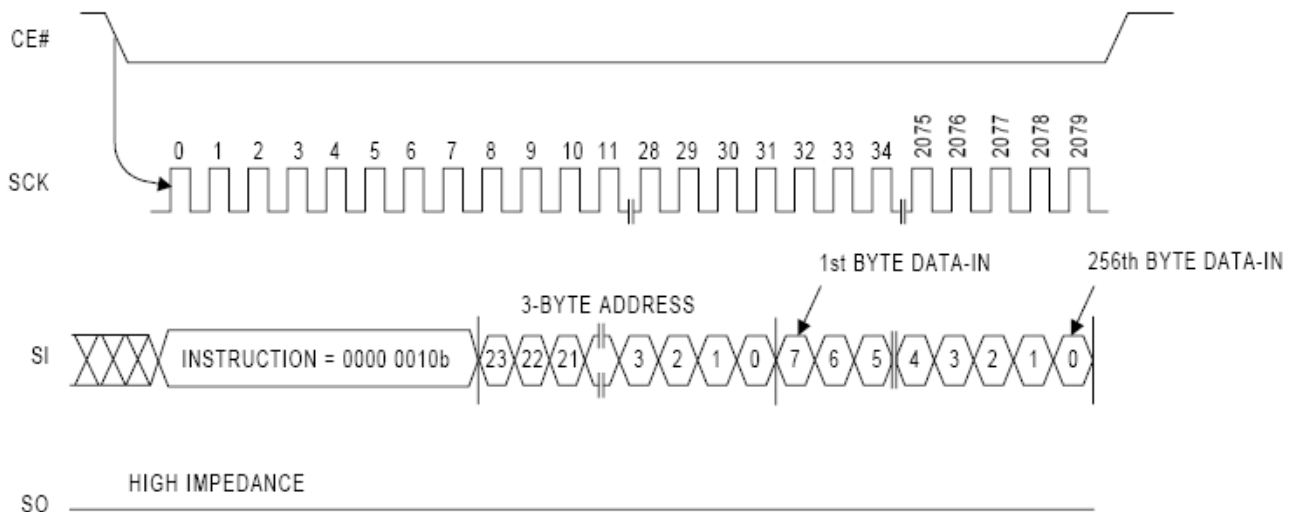 CE#
0 1 2 3 4 5 6 7 8 9 10 11 28 29 30 31 32 33 34 2075 2076 2077 2078 2079
SCK
1st BYTE DATA-IN 256th BYTE DATA-IN
3-BYTE ADDRESS
SI INSTRUCTION = 0000 0010b 23 22 21 3 2 1 0 7 6 5 4 3 2 1 0
HIGH IMPEDANCE
SO